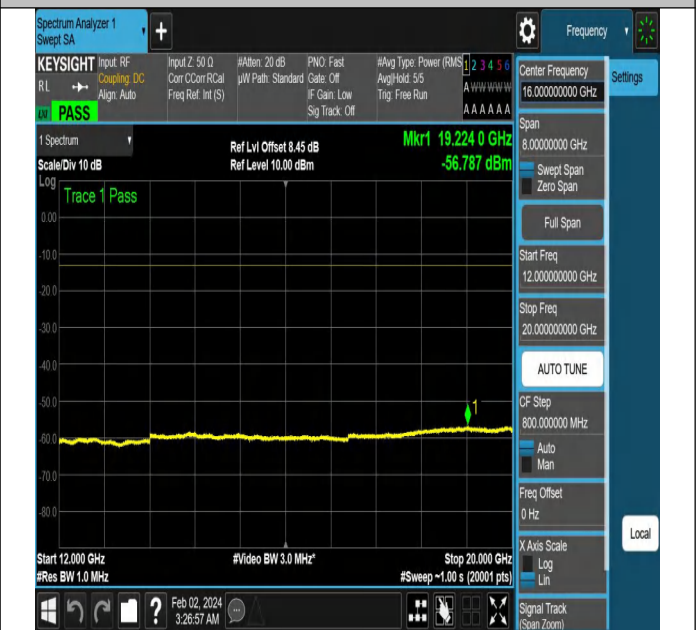 Spectrum Analyzer 1
Swept SA
+
Frequency
KEYSIGHT
RL
PASS
Input: RF
Coupling: DC
Align: Auto
Input Z: 50 Ω
Corr CCorr RCal
Freq Ref: Int (S)
#Atten: 20 dB
µW Path: Standard
PNO: Fast
Gate: Off
IF Gain: Low
Sig Track: Off
#Avg Type: Power (RMS
Avg|Hold: 5/5
Trig: Free Run
1 2 3 4 5 6
A W W W W W
A A A A A A
Center Frequency
16.000000000 GHz
Settings
1 Spectrum
Scale/Div 10 dB
Ref Lvl Offset 8.45 dB
Ref Level 10.00 dBm
Mkr1 19.224 0 GHz
-56.787 dBm
Span
8.00000000 GHz
Swept Span
Zero Span
Full Span
Start Freq
12.000000000 GHz
Stop Freq
20.000000000 GHz
AUTO TUNE
CF Step
800.000000 MHz
Auto
Man
Freq Offset
0 Hz
X Axis Scale
Log
Lin
Signal Track
(Span Zoom)
Local
Log
Trace 1 Pass
0.00
-10.0
-20.0
-30.0
-40.0
-50.0
-60.0
-70.0
-80.0
1
Start 12.000 GHz
#Res BW 1.0 MHz
#Video BW 3.0 MHz*
Stop 20.000 GHz
#Sweep ~1.00 s (20001 pts)
?
Feb 02, 2024
3:26:57 AM